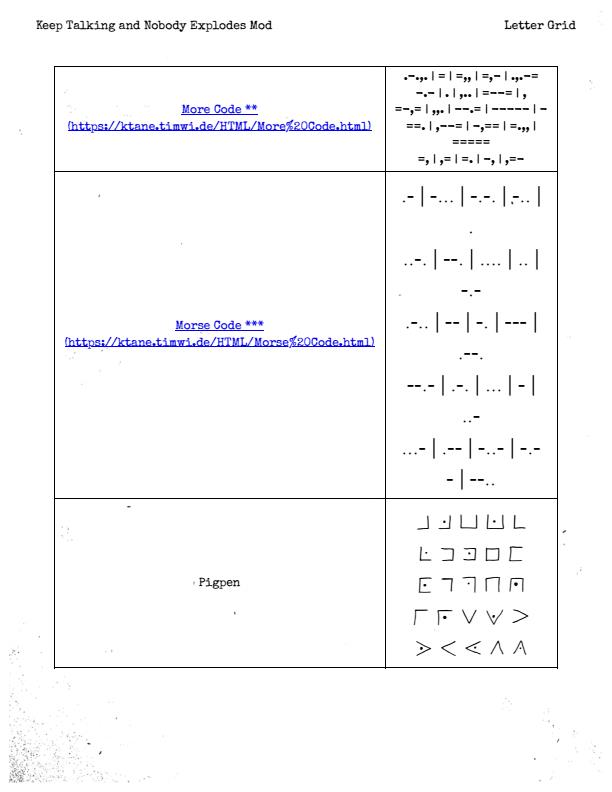 Keep Talking and Nobody Explodes Mod
Letter Grid
More Code **
(https://ktane.timwi.de/HTML/More%20Code.html)
.-.,. | = | =,, | =,- | .,.-=
-.- | . | ,.. | =--= | ,
=-,= | ,,. | --.= | ----- | -
==. | ,--= | -,== | =.,, |
=====
=, | ,= | =. | -, | ,=-
Morse Code ***
(https://ktane.timwi.de/HTML/Morse%20Code.html)
.- | -... | -.-. | -.. |
.
..-. | --. | .... | .. |
-.-
.-.. | -- | -. | --- |
.--.
--.- | .-. | ... | - |
..-
...- | .-- | -..- | -.-
- | --..
Pigpen